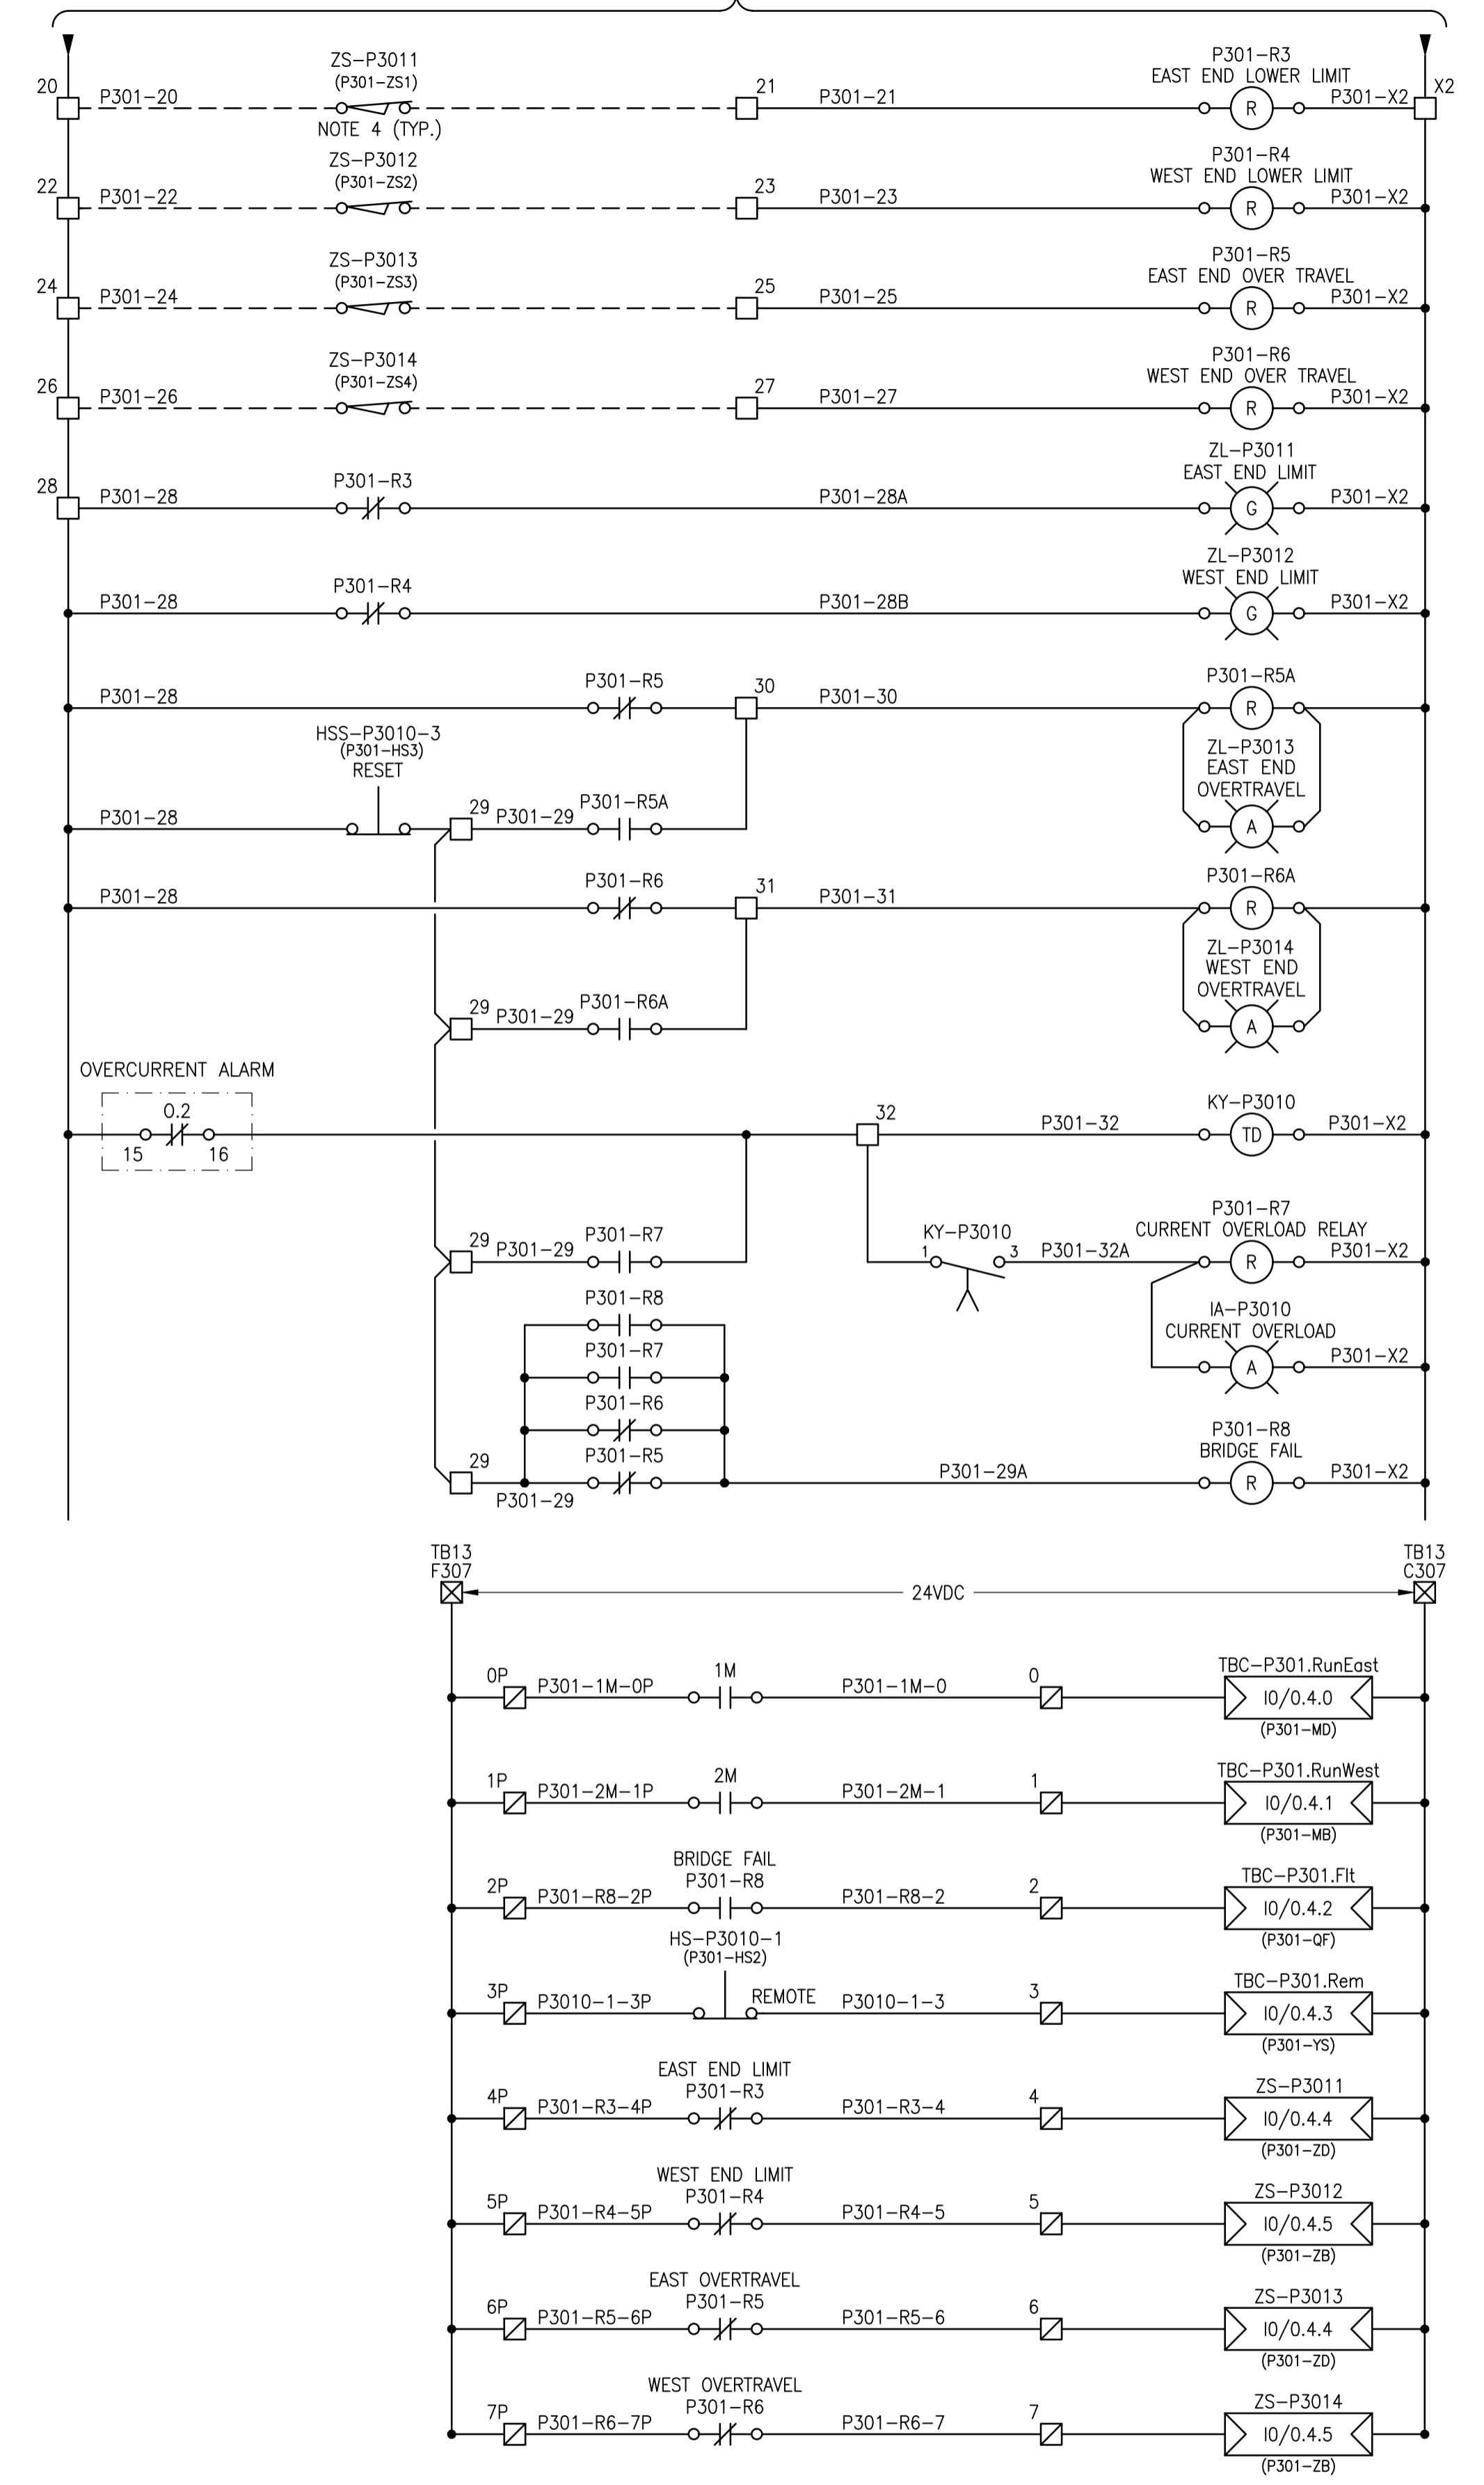 ZS-P3011
(P301-ZS1)
P301-R3
EAST END LOWER LIMIT
20
P301-20
21
P301-21
P301-X2
X2
NOTE 4 (TYP.)
ZS-P3012
(P301-ZS2)
P301-R4
WEST END LOWER LIMIT
22
P301-22
23
P301-23
P301-X2
ZS-P3013
(P301-ZS3)
P301-R5
EAST END OVER TRAVEL
24
P301-24
25
P301-25
P301-X2
R
R
R
ZS-P3014
(P301-ZS4)
P301-R6
WEST END OVER TRAVEL
26
P301-26
27
P301-27
R
P301-X2
28
P301-28
P301-R3
P301-28A
ZL-P3011
EAST END LIMIT
G
P301-X2
P301-28
P301-R4
P301-28B
ZL-P3012
WEST END LIMIT
G
P301-X2
P301-28
P301-R5
30
P301-30
P301-R5A
R
HSS-P3010-3
(P301-HS3)
RESET
ZL-P3013
EAST END
OVERTRAVEL
A
P301-28
29
P301-29
P301-R5A
P301-28
P301-R6
31
P301-31
P301-R6A
R
ZL-P3014
WEST END
OVERTRAVEL
A
29
P301-29
P301-R6A
OVERCURRENT ALARM
0.2
15
16
32
P301-32
KY-P3010
TD
P301-X2
29
P301-29
P301-R7
KY-P3010
1
3
P301-32A
P301-R7
CURRENT OVERLOAD RELAY
R
P301-X2
P301-R8
P301-R7
IA-P3010
CURRENT OVERLOAD
A
P301-X2
P301-R6
P301-R5
29
P301-29
P301-29A
P301-R8
BRIDGE FAIL
R
P301-X2
TB13
F307
24VDC
TB13
C307
0P
P301-1M-0P
1M
P301-1M-0
0
TBC-P301.RunEast
I0/0.4.0
(P301-MD)
1P
P301-2M-1P
2M
P301-2M-1
1
TBC-P301.RunWest
I0/0.4.1
(P301-MB)
BRIDGE FAIL
P301-R8
2P
P301-R8-2P
P301-R8-2
2
TBC-P301.Flt
I0/0.4.2
(P301-QF)
HS-P3010-1
(P301-HS2)
3P
P3010-1-3P
REMOTE
P3010-1-3
3
TBC-P301.Rem
I0/0.4.3
(P301-YS)
EAST END LIMIT
P301-R3
4P
P301-R3-4P
P301-R3-4
4
ZS-P3011
I0/0.4.4
(P301-ZD)
WEST END LIMIT
P301-R4
5P
P301-R4-5P
P301-R4-5
5
ZS-P3012
I0/0.4.5
(P301-ZB)
EAST OVERTRAVEL
P301-R5
6P
P301-R5-6P
P301-R5-6
6
ZS-P3013
I0/0.4.4
(P301-ZD)
WEST OVERTRAVEL
P301-R6
7P
P301-R6-7P
P301-R6-7
7
ZS-P3014
I0/0.4.5
(P301-ZB)